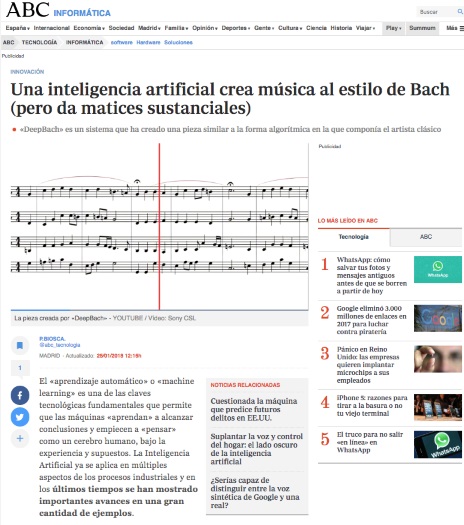 ABC INFORMÁTICA
Buscar
España Internacional Economía Sociedad Madrid Familia Opinión Deportes Gente Cultura Ciencia Historia Viajar Play Summum Más
ABC TECNOLOGÍA INFORMÁTICA software Hardware Soluciones
Publicidad
INNOVACIÓN
Una inteligencia artificial crea música al estilo de Bach
(pero da matices sustanciales)
«DeepBach» es un sistema que ha creado una pieza similar a la forma algorítmica en la que componía el artista clásico
La pieza creada por «DeepBach» - YOUTUBE / Vídeo: Sony CSL
P.BIOSCA.
@abc_tecnologia
MADRID - Actualizado: 29/01/2018 12:16h
1
El «aprendizaje automático» o «machine
learning» es una de las claves
tecnológicas fundamentales que permite
que las máquinas «aprendan» a alcanzar
conclusiones y empiecen a «pensar»
como un cerebro humano, bajo la
experiencia y supuestos. La Inteligencia
Artificial ya se aplica en múltiples
aspectos de los procesos industriales y en
los últimos tiempos se han mostrado
importantes avances en una gran
cantidad de ejemplos.
NOTICIAS RELACIONADAS
Cuestionada la máquina
que predice futuros
delitos en EE.UU.
Suplantar la voz y control
del hogar: el lado oscuro
de la inteligencia
artificial
¿Serías capaz de
distinguir entre la voz
sintética de Google y una
real?
Publicidad
LO MÁS LEÍDO EN ABC
Tecnología ABC
1 WhatsApp: cómo
salvar tus fotos y
mensajes antiguos
antes de que se borren
a partir de hoy
WhatsApp
2 Google eliminó 3.000
millones de enlaces en
2017 para luchar
contra piratería
Google
3 Pánico en Reino
Unido: las empresas
quieren implantar
microchips a sus
empleados
4 iPhone 5: razones para
tirar a la basura o no
tu viejo terminal
5 El truco para no salir
«en línea» en
WhatsApp
WhatsApp